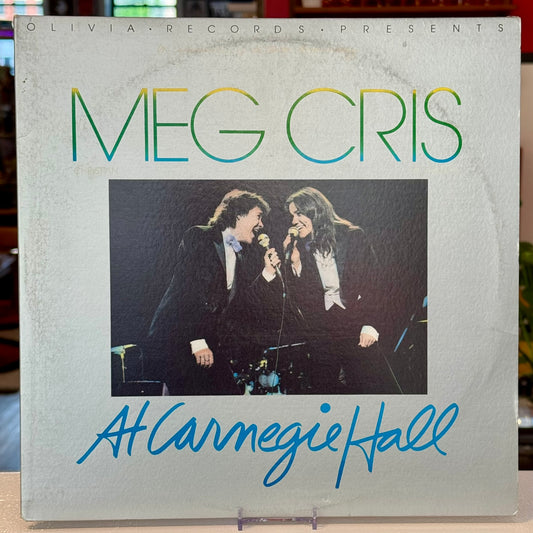 OLIVIA · RECORDS · PRESENTS
MEG CRIS
At Carnegie Hall